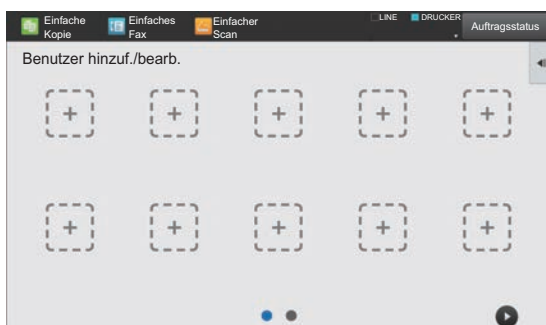 Einfache
Kopie
Einfaches
Fax
Einfacher
Scan
LINE
DRUCKER
Auftragsstatus
Benutzer hinzuf./bearb.